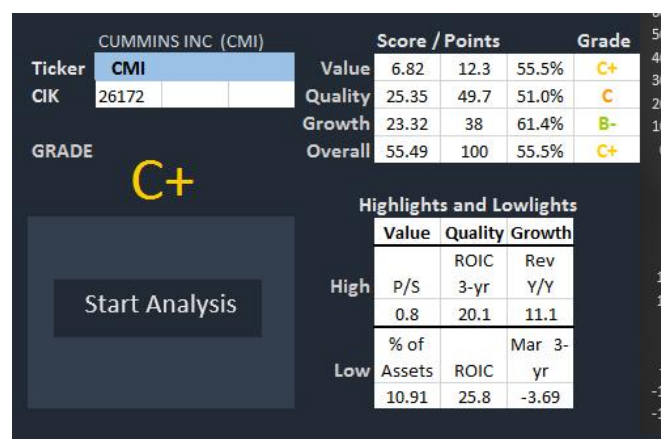 CUMMINS INC (CMI)
Score / Points Grade
Ticker CMI
Value 6.82 12.3 55.5% C+
CIK 26172
Quality 25.35 49.7 51.0% C
Growth 23.32 38 61.4% B-
GRADE
Overall 55.49 100 55.5% C+
C+
Highlights and Lowlights
Value Quality Growth
ROIC Rev
High P/S 3-yr Y/Y
0.8 20.1 11.1
Start Analysis
% of Mar 3-
Low Assets ROIC yr
10.91 25.8 -3.69